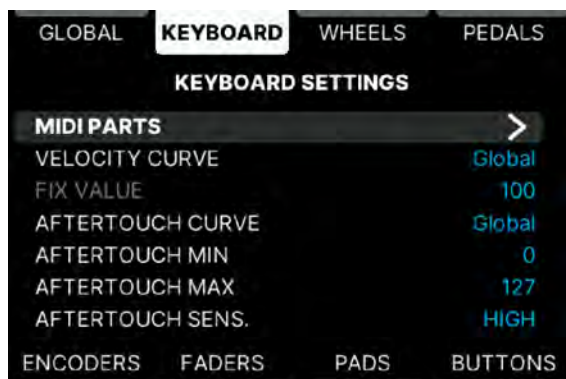 GLOBAL KEYBOARD WHEELS PEDALS
KEYBOARD SETTINGS
MIDI PARTS >
VELOCITY CURVE Global
FIX VALUE 100
AFTERTOUCH CURVE Global
AFTERTOUCH MIN 0
AFTERTOUCH MAX 127
AFTERTOUCH SENS. HIGH
ENCODERS FADERS PADS BUTTONS